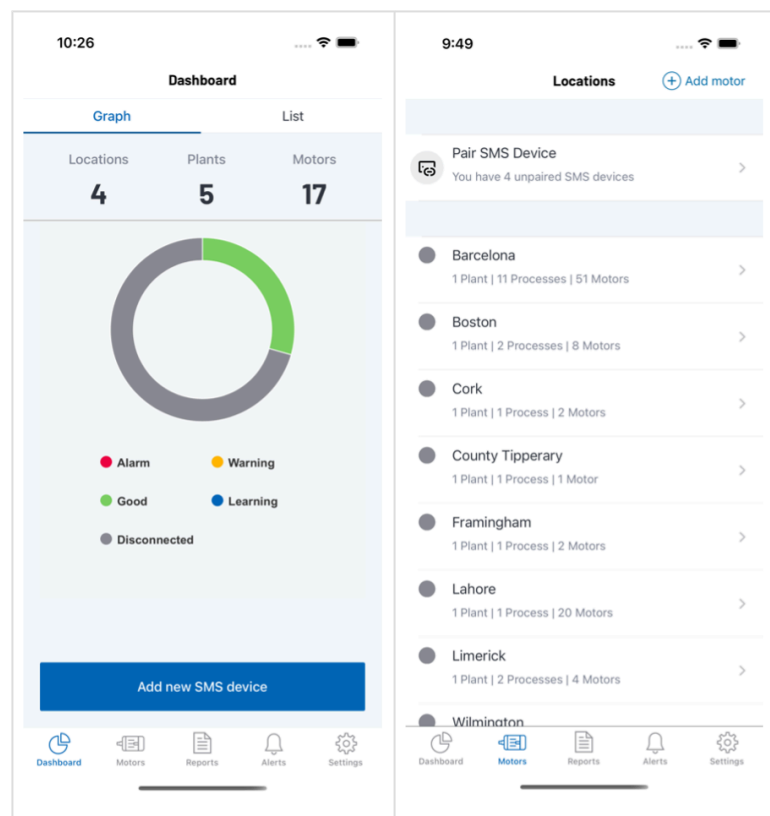 10:26
Dashboard
Graph
List
Locations
Plants
Motors
4
5
17
Alarm
Warning
Good
Learning
Disconnected
Add new SMS device
Dashboard
Motors
Reports
Alerts
Settings
9:49
Locations
Add motor
Pair SMS Device
You have 4 unpaired SMS devices
Barcelona
1 Plant | 11 Processes | 51 Motors
Boston
1 Plant | 2 Processes | 8 Motors
Cork
1 Plant | 1 Process | 2 Motors
County Tipperary
1 Plant | 1 Process | 1 Motor
Framingham
1 Plant | 1 Process | 2 Motors
Lahore
1 Plant | 1 Process | 20 Motors
Limerick
1 Plant | 2 Processes | 4 Motors
Wilmington
Dashboard
Motors
Reports
Alerts
Settings